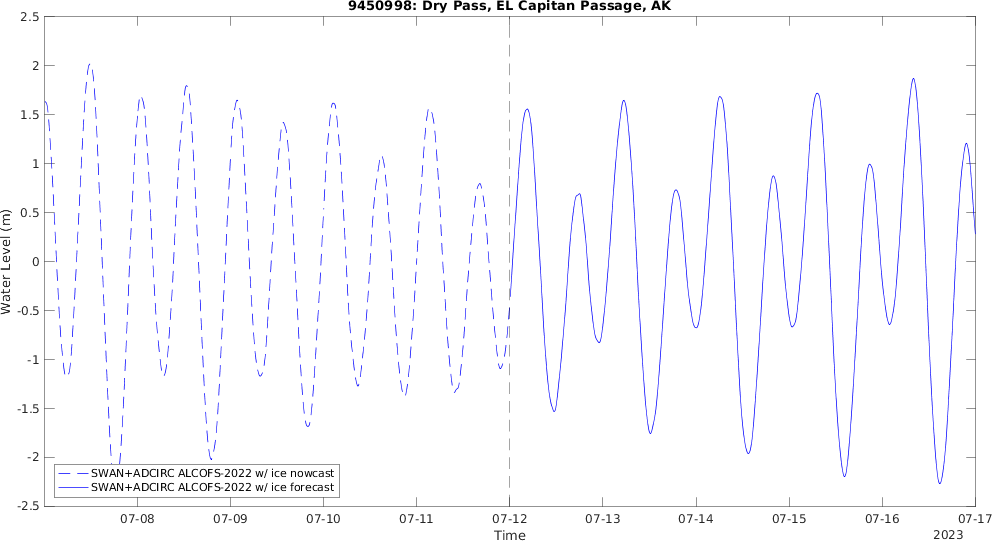 9450998: Dry Pass, EL Capitan Passage, AK
2.5
2
1.5
1
0.5
0
-0.5
-1
-1.5
-2
-2.5
Water Level (m)
SWAN+ADCIRC ALCOFS-2022 w/ ice nowcast
SWAN+ADCIRC ALCOFS-2022 w/ ice forecast
07-08 07-09 07-10 07-11 07-12 07-13 07-14 07-15 07-16 07-17
Time
2023